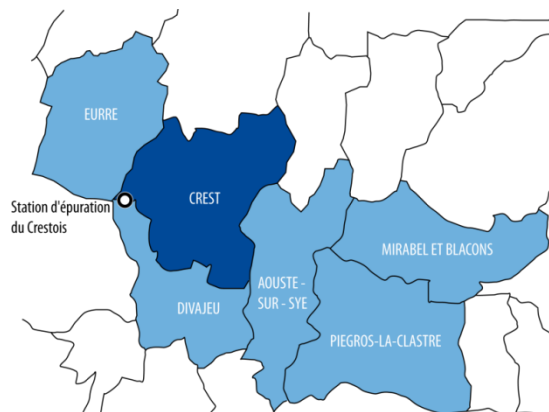 EURRE
CREST
Station d'épuration
du Crestois
MIRABEL ET BLACONS
AOUSTE -
SUR - SYE
DIVAJEU
PIEGROS-LA-CLASTRE